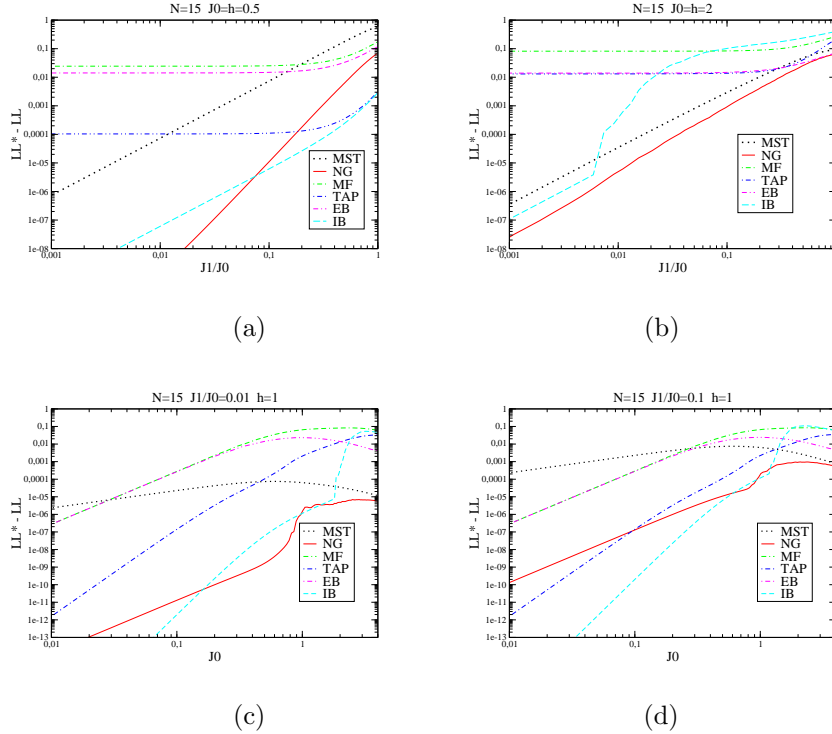 N=15 J0=h=0.5
LL* - LL
1
0,1
0,01
0,001
0,0001
1e-05
1e-06
1e-07
1e-08
0,001
0,01
0,1
1
J1/J0
MST
NG
MF
TAP
EB
IB
(a)
N=15 J0=h=2
LL* - LL
1
0,1
0,01
0,001
0,0001
1e-05
1e-06
1e-07
1e-08
0,001
0,01
0,1
J1/J0
MST
NG
MF
TAP
EB
IB
(b)
N=15 J1/J0=0.01 h=1
LL* - LL
1
0,1
0,01
0,001
0,0001
1e-05
1e-06
1e-07
1e-08
1e-09
1e-10
1e-11
1e-12
1e-13
0,01
0,1
1
J0
MST
NG
MF
TAP
EB
IB
(c)
N=15 J1/J0=0.1 h=1
LL* - LL
1
0,1
0,01
0,001
0,0001
1e-05
1e-06
1e-07
1e-08
1e-09
1e-10
1e-11
1e-12
1e-13
0,01
0,1
1
J0
MST
NG
MF
TAP
EB
IB
(d)